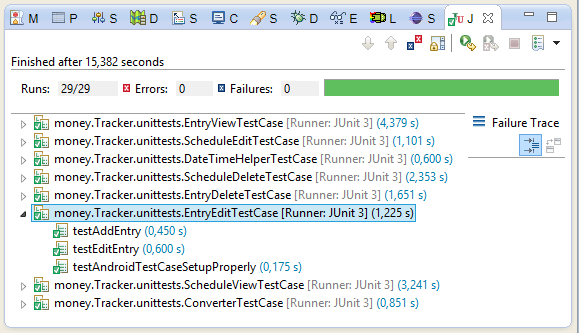 M P S D S C S D E L S J
Finished after 15,382 seconds
Runs: 29/29 Errors: 0 Failures: 0
money.Tracker.unittests.EntryViewTestCase [Runner: JUnit 3] (4,379 s)
Failure Trace
money.Tracker.unittests.ScheduleEditTestCase [Runner: JUnit 3] (1,101 s)
money.Tracker.unittests.DateTimeHelperTestCase [Runner: JUnit 3] (0,600 s)
money.Tracker.unittests.ScheduleDeleteTestCase [Runner: JUnit 3] (2,353 s)
money.Tracker.unittests.EntryDeleteTestCase [Runner: JUnit 3] (1,651 s)
money.Tracker.unittests.EntryEditTestCase [Runner: JUnit 3] (1,225 s)
testAddEntry (0,450 s)
testEditEntry (0,600 s)
testAndroidTestCaseSetupProperly (0,175 s)
money.Tracker.unittests.ScheduleViewTestCase [Runner: JUnit 3] (3,241 s)
money.Tracker.unittests.ConverterTestCase [Runner: JUnit 3] (0,851 s)